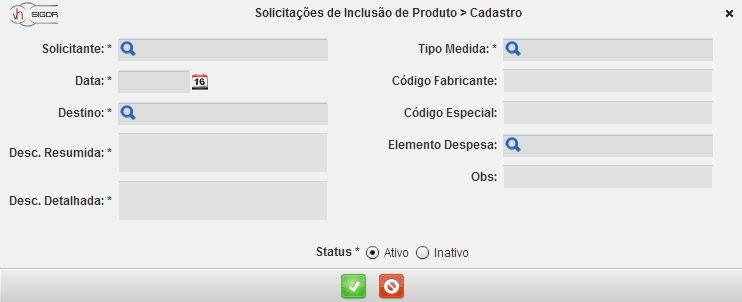 vh SIGOR
Solicitações de Inclusão de Produto > Cadastro
Solicitante: *
Data: *
16
Destino: *
Desc. Resumida: *
Desc. Detalhada: *
Tipo Medida: *
Código Fabricante:
Código Especial:
Elemento Despesa:
Obs:
Status * Ativo Inativo